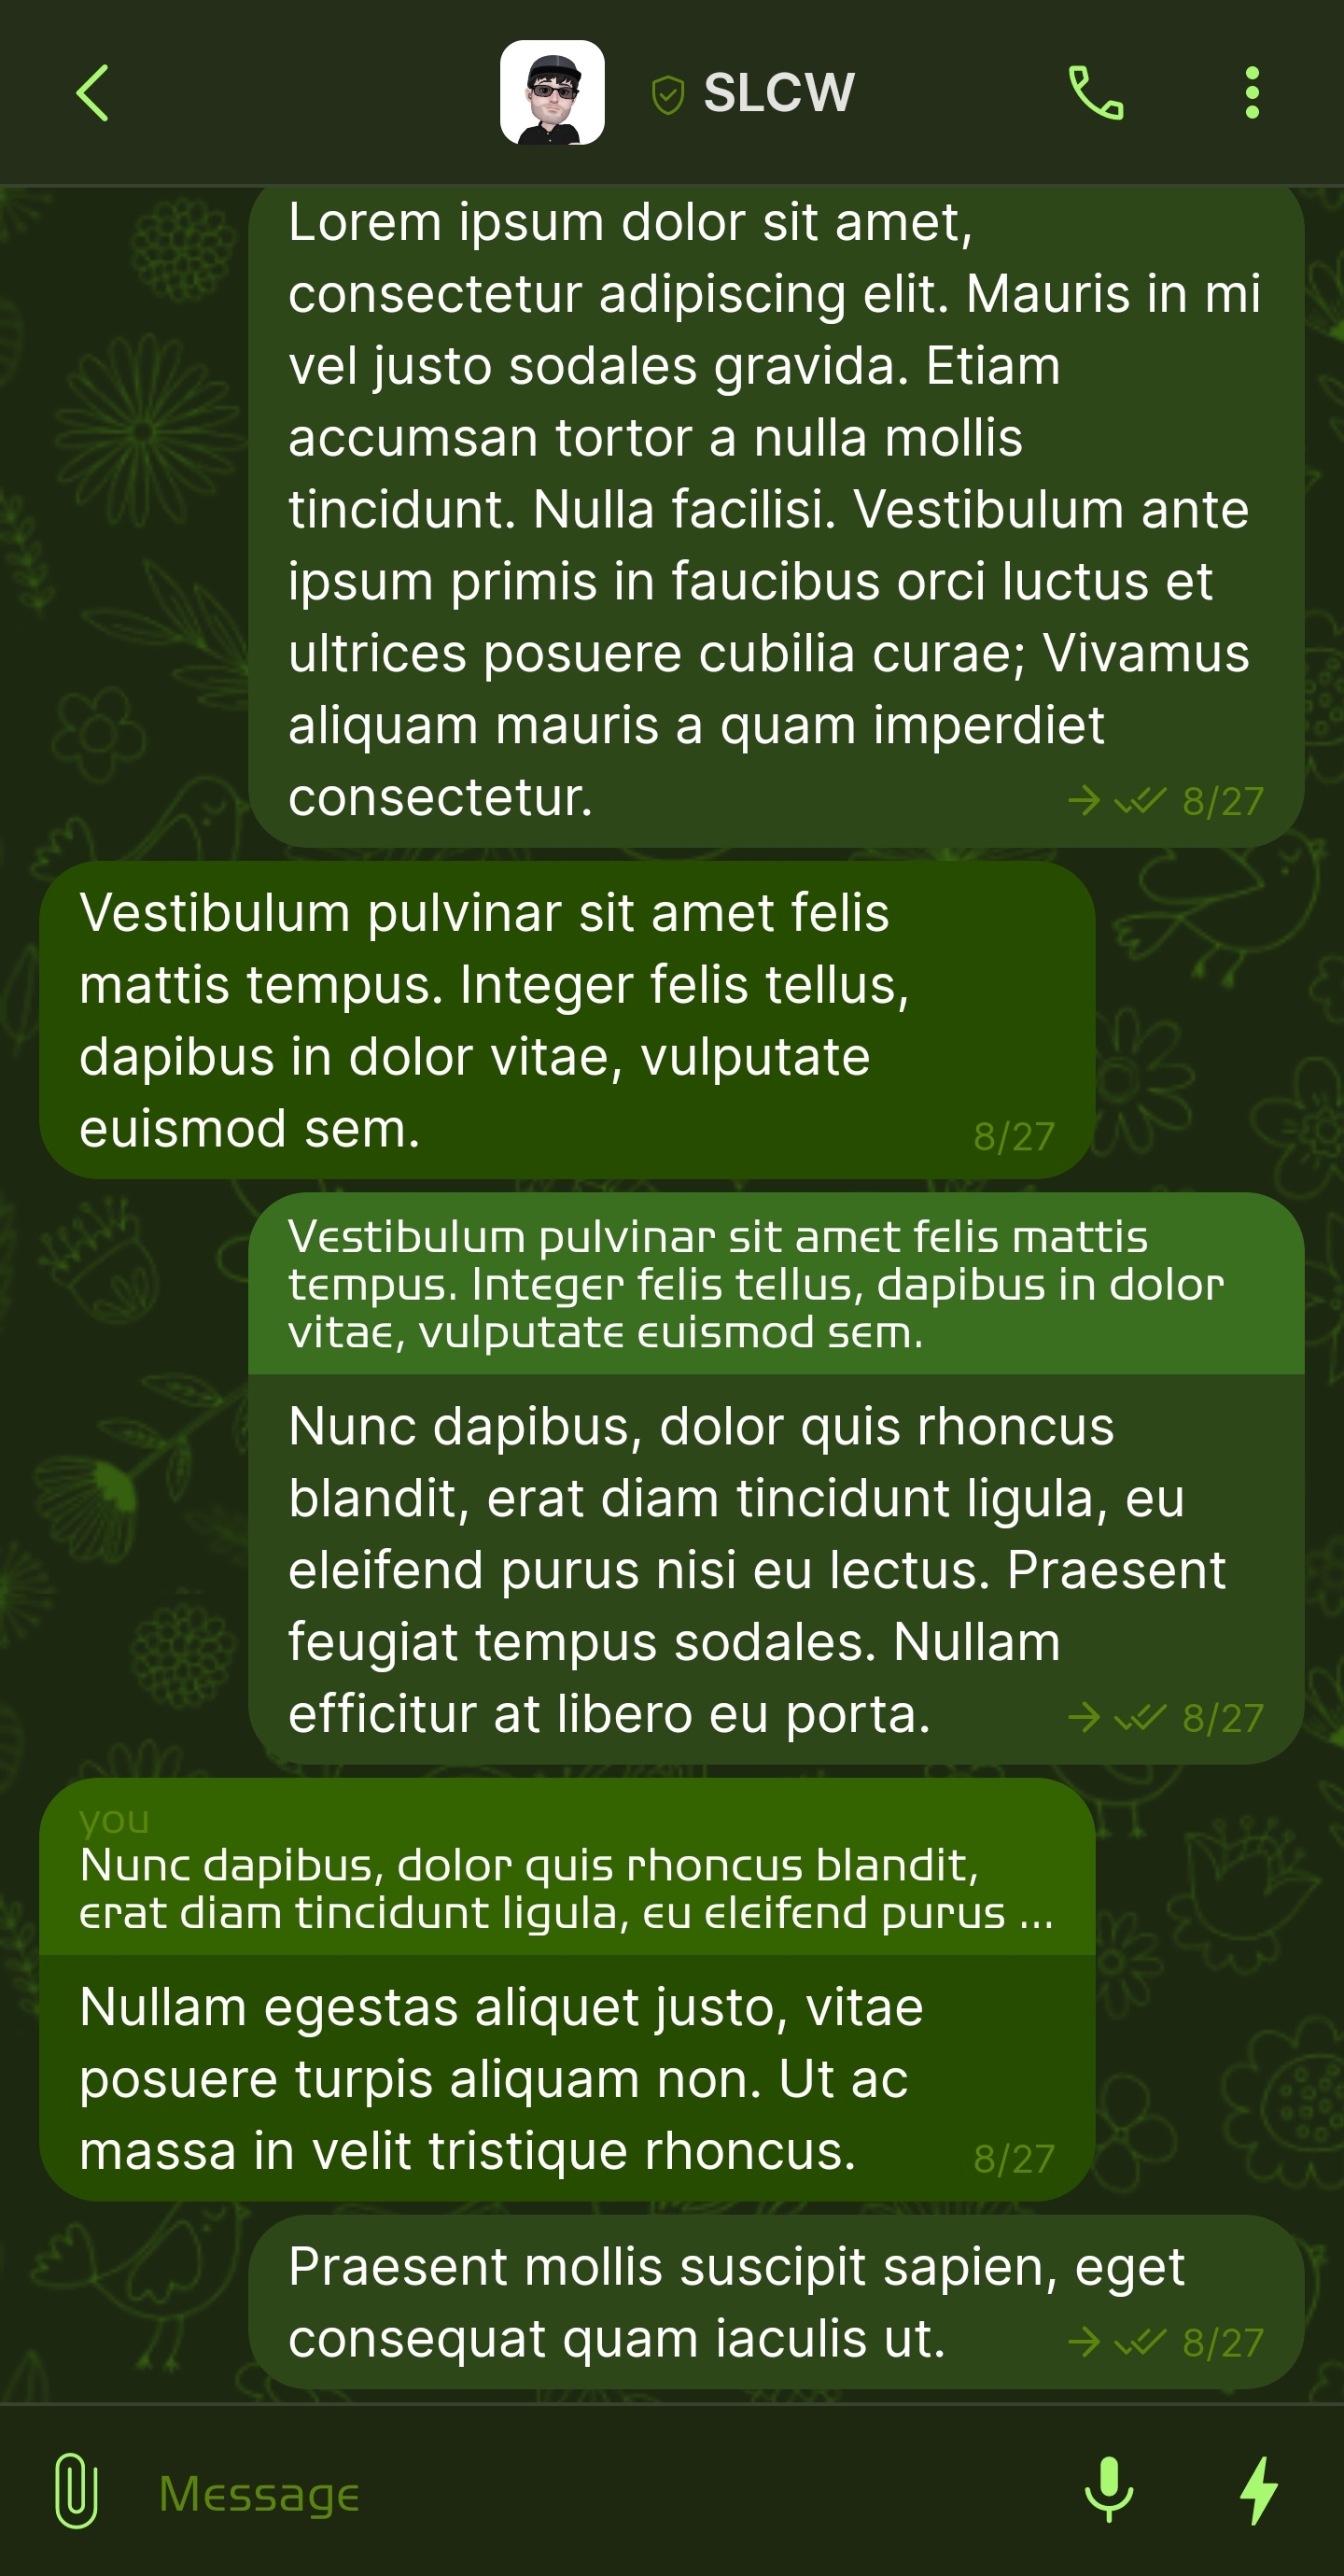 SLCW
Lorem ipsum dolor sit amet,
consectetur adipiscing elit. Mauris in mi
vel justo sodales gravida. Etiam
accumsan tortor a nulla mollis
tincidunt. Nulla facilisi. Vestibulum ante
ipsum primis in faucibus orci luctus et
ultrices posuere cubilia curae; Vivamus
aliquam mauris a quam imperdiet
consectetur.
8/27
Vestibulum pulvinar sit amet felis
mattis tempus. Integer felis tellus,
dapibus in dolor vitae, vulputate
euismod sem.
8/27
Vestibulum pulvinar sit amet felis mattis
tempus. Integer felis tellus, dapibus in dolor
vitae, vulputate euismod sem.
Nunc dapibus, dolor quis rhoncus
blandit, erat diam tincidunt ligula, eu
eleifend purus nisi eu lectus. Praesent
feugiat tempus sodales. Nullam
efficitur at libero eu porta.
8/27
you
Nunc dapibus, dolor quis rhoncus blandit,
erat diam tincidunt ligula, eu eleifend purus ...
Nullam egestas aliquet justo, vitae
posuere turpis aliquam non. Ut ac
massa in velit tristique rhoncus.
8/27
Praesent mollis suscipit sapien, eget
consequat quam iaculis ut.
8/27
Message